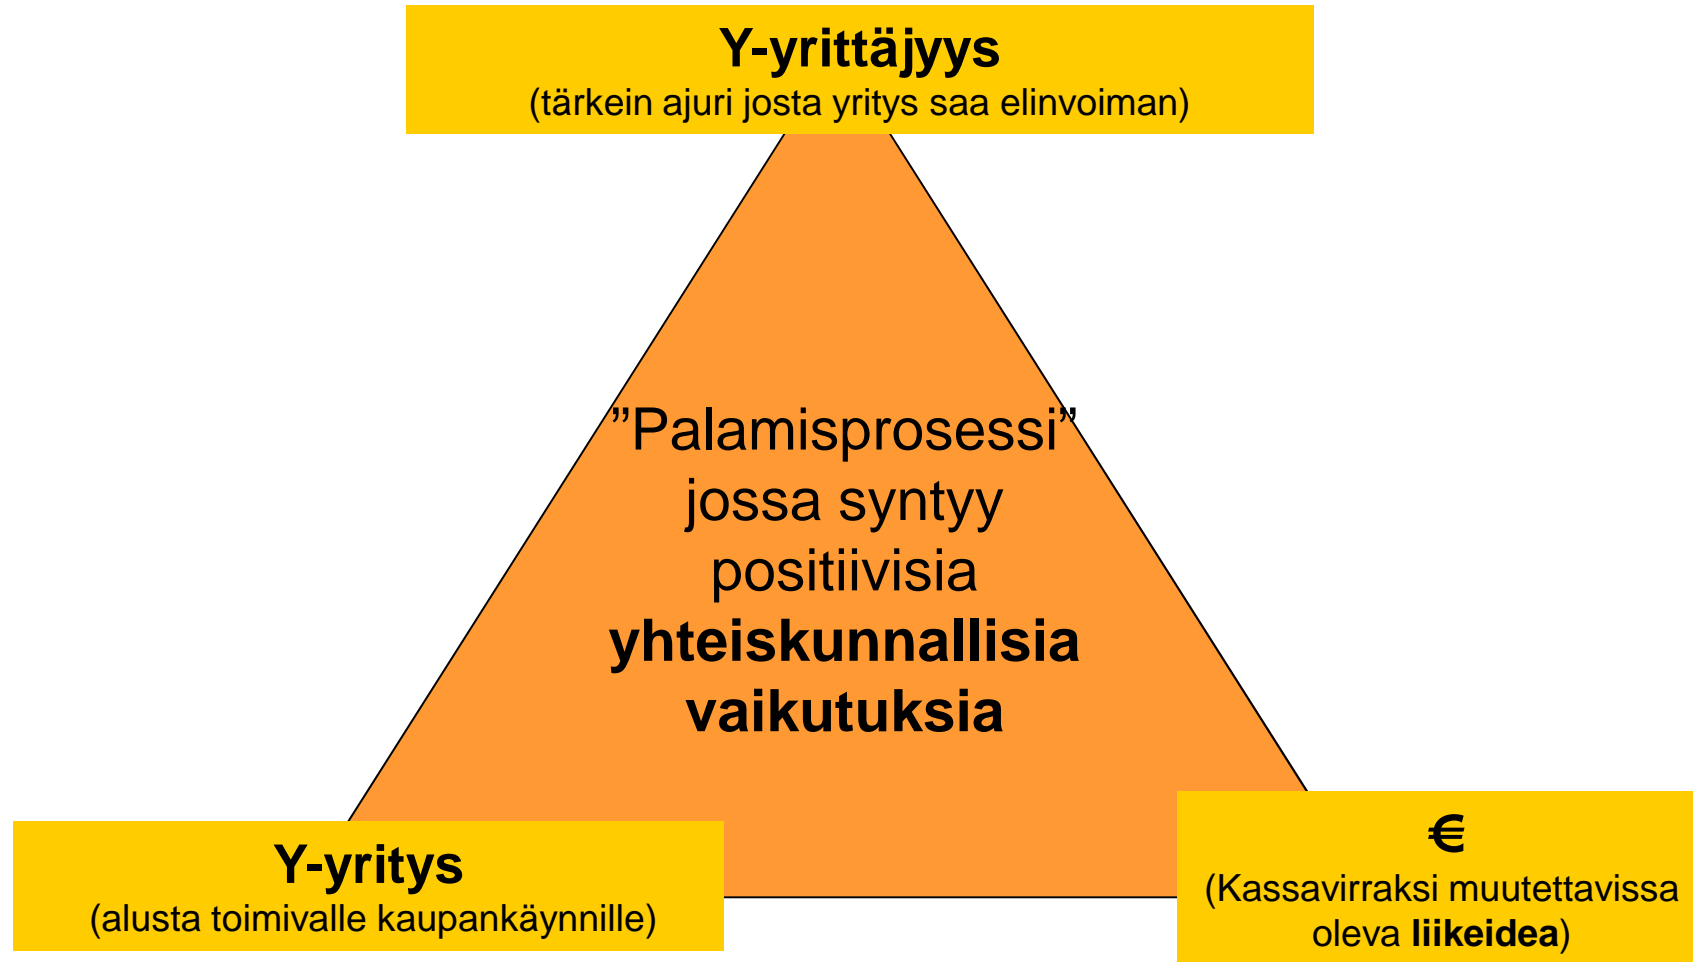 Y-yrittäjyys
(tärkein ajuri josta yritys saa elinvoiman)
”Palamisprosessi”
jossa syntyy
positiivisia
yhteiskunnallisia
vaikutuksia
Y-yritys
(alusta toimivalle kaupankäynnille)
€
(Kassavirraksi muutettavissa
oleva liikeidea)